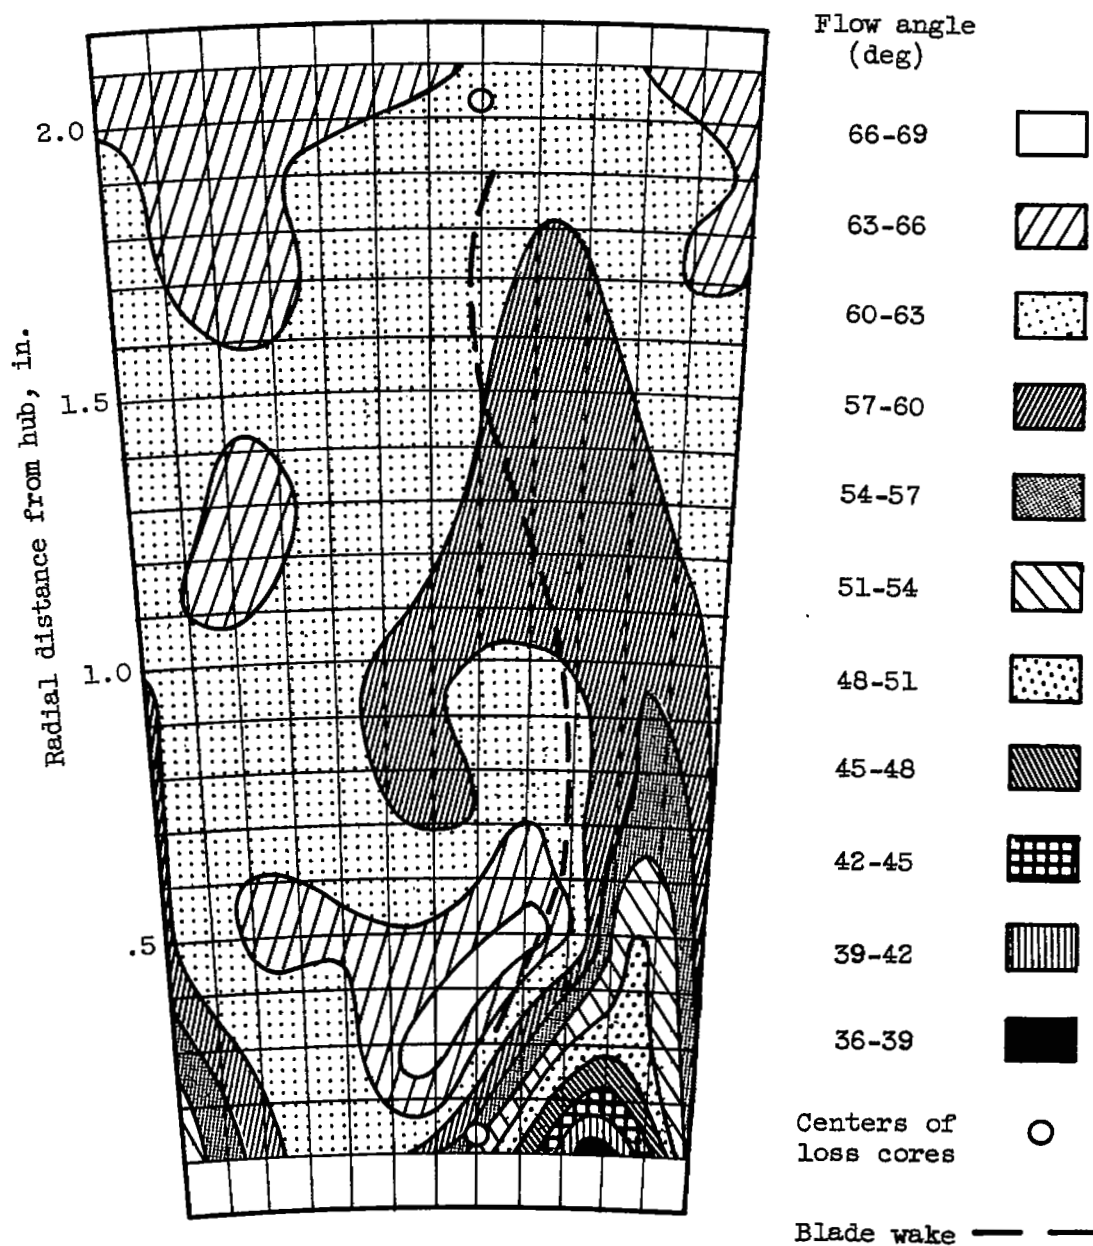 Flow angle
(deg)
66-69
63-66
60-63
57-60
54-57
51-54
48-51
45-48
42-45
39-42
36-39
Centers of
loss cores
Blade wake
Radial distance from hub, in.
2.0
1.5
1.0
.5